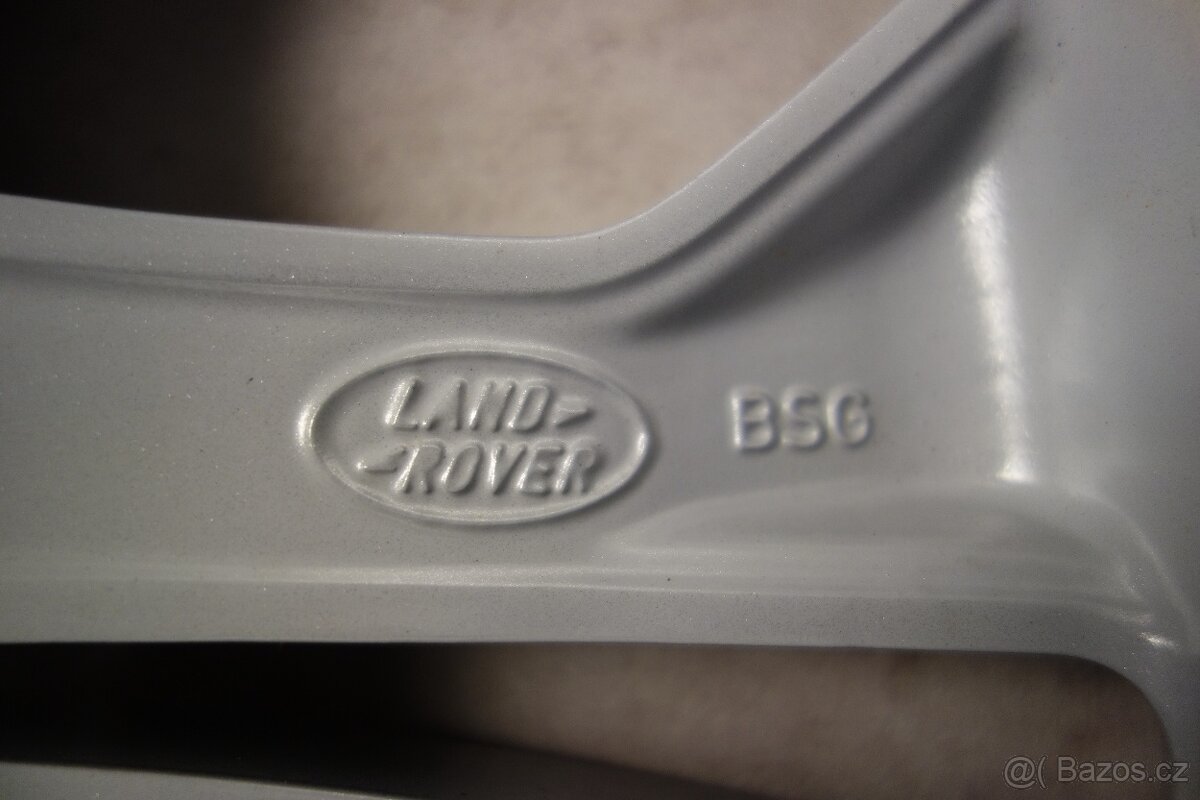 LAND
ROVER
BSG
@( Bazos.cz